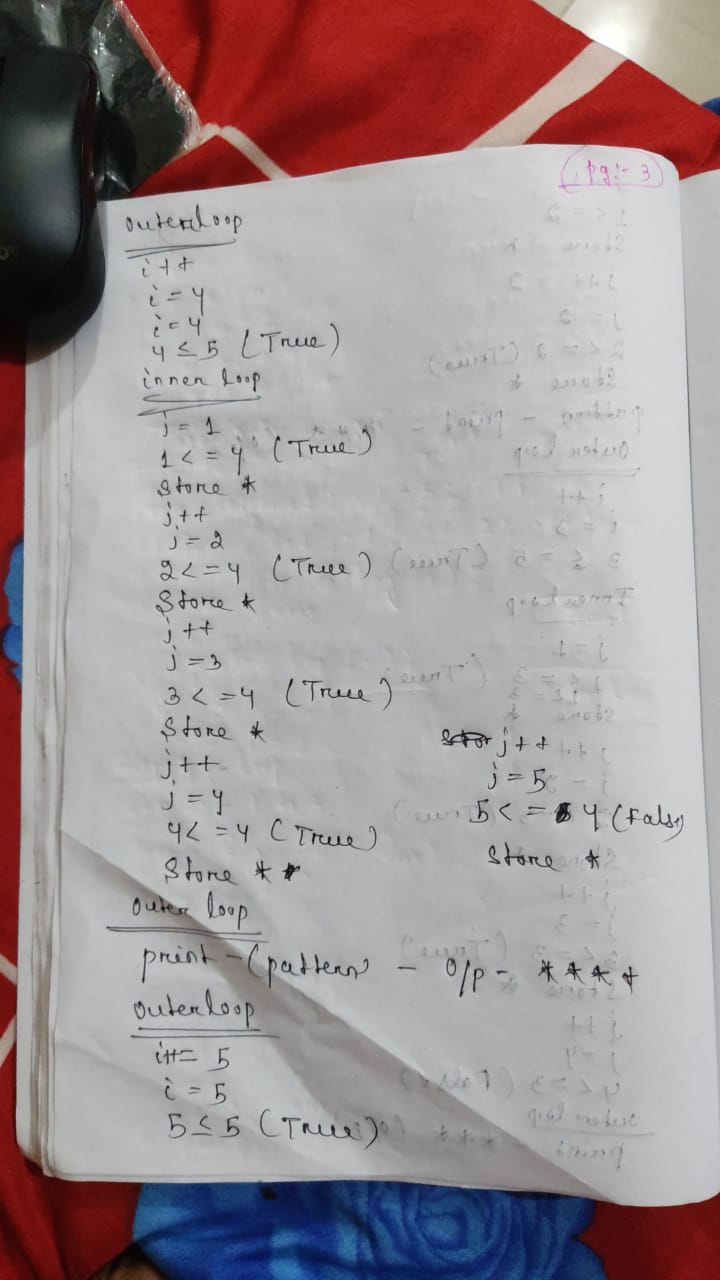 pg:- 3
outerloop
i++
i=4
i=4
4≤5 (True)
inner loop
j=1
1<=4 (True)
Store *
j++
j=2
2<=4 (True)
Store *
j++
j=3
3<=4 (True)
Store *
j++
j=4
4<=4 (True)
Store *
j++
j=5
5<=4 (False)
Store *
outer loop
print-(pattern) - O/P - ****
outerloop
i++= 5
i=5
5≤5 (True)